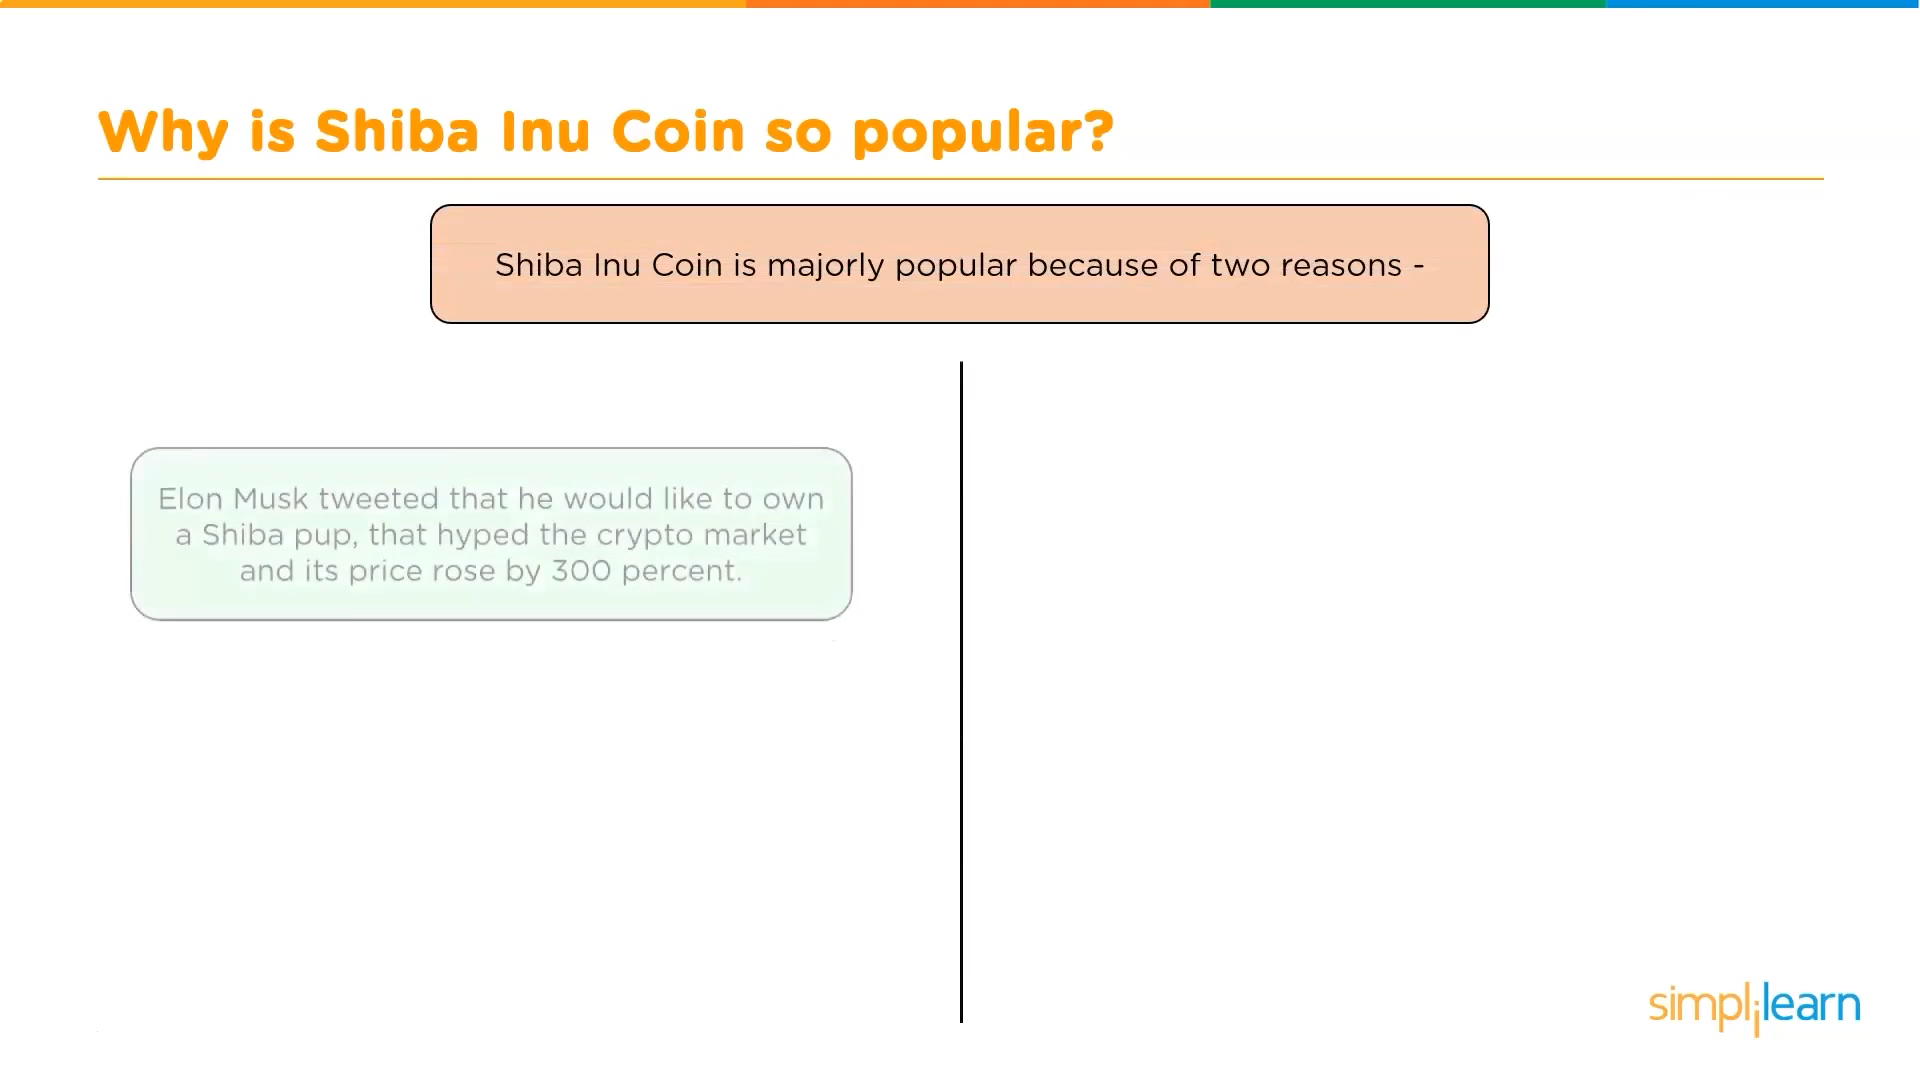 Why is Shiba Inu Coin so popular?
Shiba Inu Coin is majorly popular because of two reasons -
Elon Musk tweeted that he would like to own
a Shiba pup, that hyped the crypto market
and its price rose by 300 percent.
simplilearn